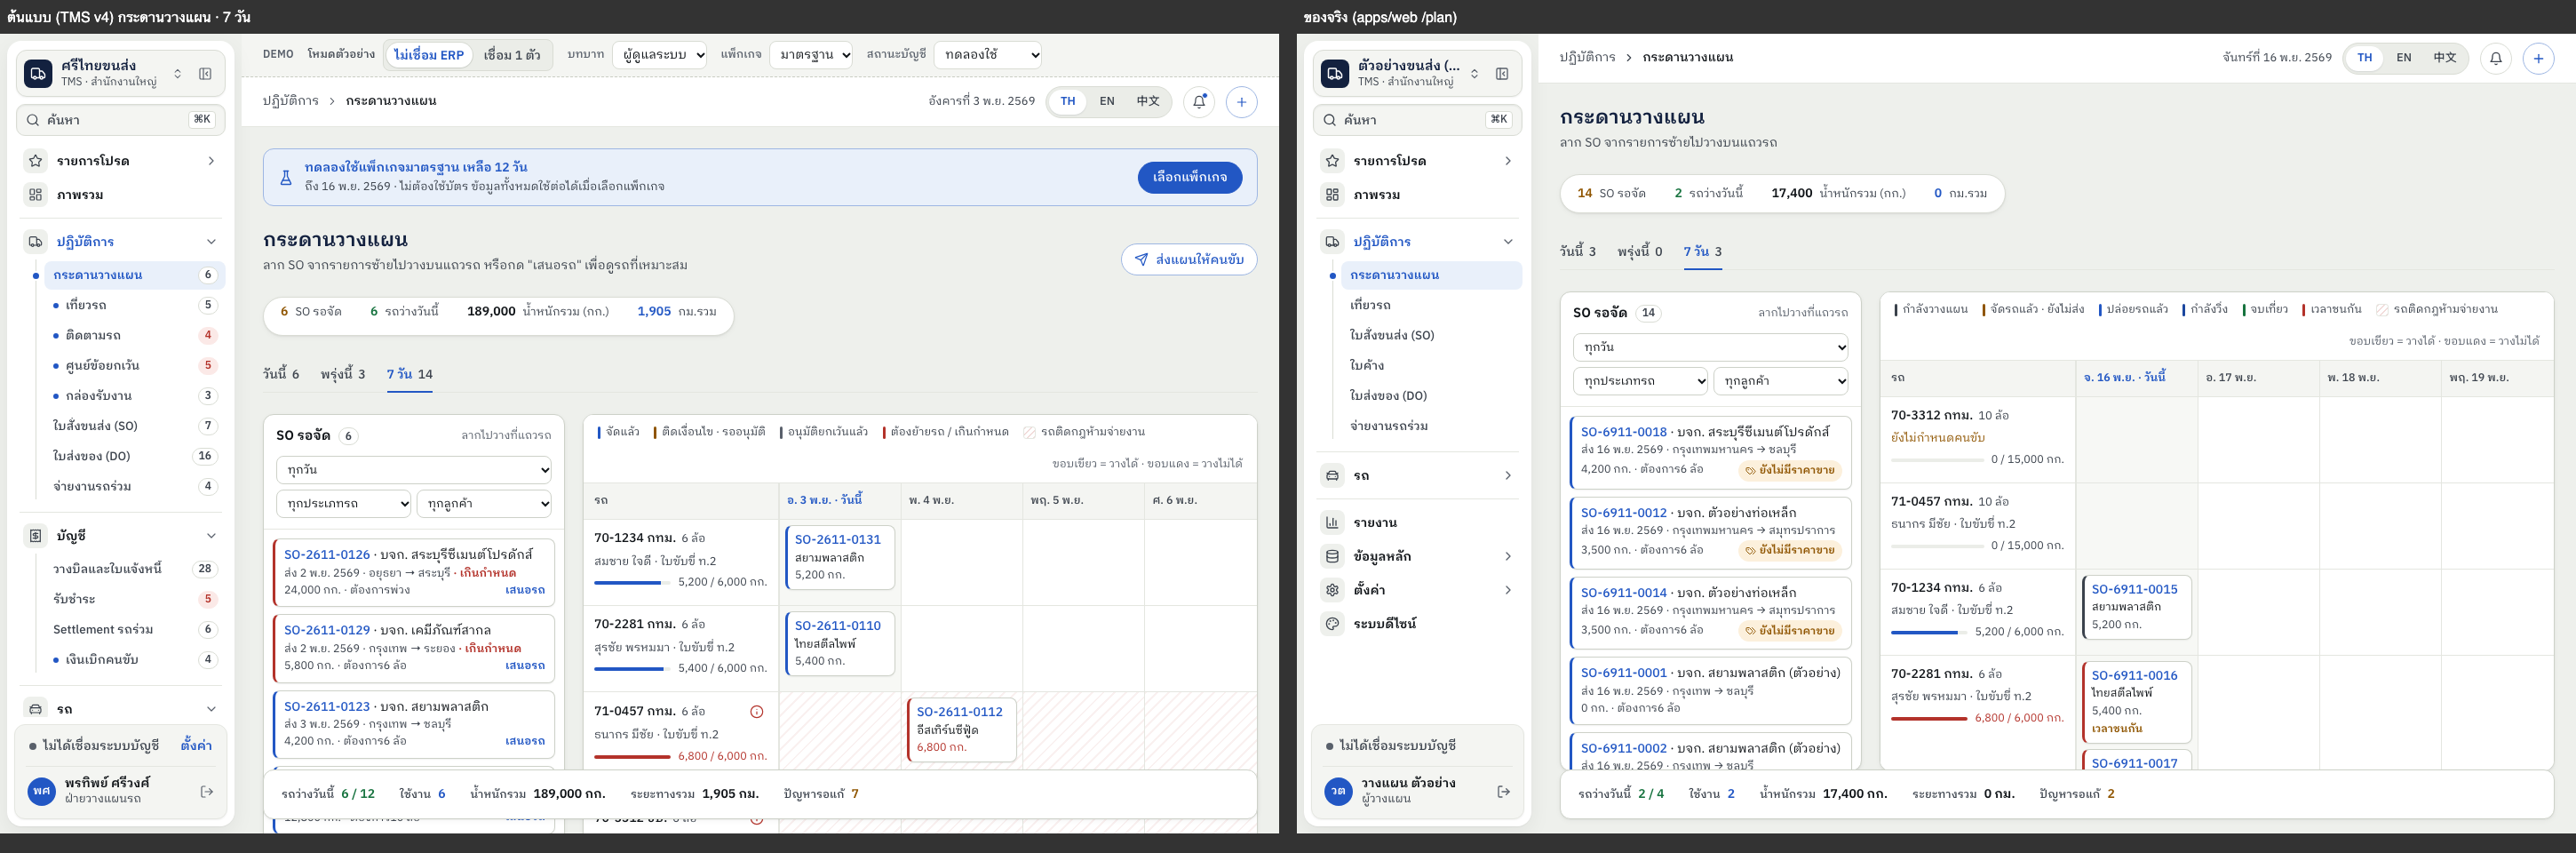 ต้นแบบ (TMS v4) กระดานวางแผน · 7 วัน
ศรีไทยขนส่ง
TMS · สำนักงานใหญ่
ค้นหา ⌘K
รายการโปรด
ภาพรวม
ปฏิบัติการ
กระดานวางแผน 6
เที่ยวรถ 5
ติดตามรถ 4
ศูนย์ข้อยกเว้น 5
กล่องรับงาน 3
ใบสั่งขนส่ง (SO) 7
ใบส่งของ (DO) 16
จ่ายงานรถร่วม 4
บัญชี
วางบิลและใบแจ้งหนี้ 28
รับชำระ 5
Settlement รถร่วม 6
เงินเบิกคนขับ 4
รถ
ไม่ได้เชื่อมระบบบัญชี ตั้งค่า
พศ
พรทิพย์ ศรีวงศ์
ฝ่ายวางแผนรถ
DEMO โหมดตัวอย่าง ไม่เชื่อม ERP เชื่อม 1 ตัว บทบาท ผู้ดูแลระบบ แพ็กเกจ มาตรฐาน สถานะบัญชี ทดลองใช้
ปฏิบัติการ > กระดานวางแผน อังคารที่ 3 พ.ย. 2569 TH EN 中文
ทดลองใช้แพ็กเกจมาตรฐาน เหลือ 12 วัน
ถึง 16 พ.ย. 2569 · ไม่ต้องใช้บัตร ข้อมูลทั้งหมดใช้ต่อได้เมื่อเลือกแพ็กเกจ
เลือกแพ็กเกจ
กระดานวางแผน
ลาก SO จากรายการซ้ายไปวางบนแถวรถ หรือกด "เสนอรถ" เพื่อดูรถที่เหมาะสม
ส่งแผนให้คนขับ
6 SO รอจัด 6 รถว่างวันนี้ 189,000 น้ำหนักรวม (กก.) 1,905 กม.รวม
วันนี้ 6 พรุ่งนี้ 3 7 วัน 14
SO รอจัด 6 ลากไปวางที่แถวรถ
ทุกวัน
ทุกประเภทรถ ทุกลูกค้า
SO-2611-0126 · บจก. สระบุรีซีเมนต์โปรดักส์
ส่ง 2 พ.ย. 2569 · อยุธยา → สระบุรี · เกินกำหนด
24,000 กก. · ต้องการพ่วง เสนอรถ
SO-2611-0129 · บจก. เคมีภัณฑ์สากล
ส่ง 2 พ.ย. 2569 · กรุงเทพ → ระยอง · เกินกำหนด
5,800 กก. · ต้องการ6 ล้อ เสนอรถ
SO-2611-0123 · บจก. สยามพลาสติก
ส่ง 3 พ.ย. 2569 · กรุงเทพ → ชลบุรี
4,200 กก. · ต้องการ6 ล้อ เสนอรถ
จัดแล้ว ติดเงื่อนไข · รออนุมัติ อนุมัติยกเว้นแล้ว ต้องย้ายรถ / เกินกำหนด รถติดกฎห้ามจ่ายงาน
ขอบเขียว = วางได้ · ขอบแดง = วางไม่ได้
รถ อ. 3 พ.ย. · วันนี้ พ. 4 พ.ย. พฤ. 5 พ.ย. ศ. 6 พ.ย.
70-1234 กทม. 6 ล้อ
สมชาย ใจดี · ใบขับขี่ ท.2
5,200 / 6,000 กก.
SO-2611-0131
สยามพลาสติก
5,200 กก.
70-2281 กทม. 6 ล้อ
สุรชัย พรหมมา · ใบขับขี่ ท.2
5,400 / 6,000 กก.
SO-2611-0110
ไทยสตีลไพพ์
5,400 กก.
71-0457 กทม. 6 ล้อ
ธนากร มีชัย · ใบขับขี่ ท.2
6,800 / 6,000 กก.
SO-2611-0112
อีสเทิร์นซีฟู้ด
6,800 กก.
รถว่างวันนี้ 6 / 12 ใช้งาน 6 น้ำหนักรวม 189,000 กก. ระยะทางรวม 1,905 กม. ปัญหารอแก้ 7
ของจริง (apps/web /plan)
ตัวอย่างขนส่ง (...
TMS · สำนักงานใหญ่
ค้นหา ⌘K
รายการโปรด
ภาพรวม
ปฏิบัติการ
กระดานวางแผน
เที่ยวรถ
ใบสั่งขนส่ง (SO)
ใบค้าง
ใบส่งของ (DO)
จ่ายงานรถร่วม
รถ
รายงาน
ข้อมูลหลัก
ตั้งค่า
ระบบดีไซน์
ไม่ได้เชื่อมระบบบัญชี
วต
วางแผน ตัวอย่าง
ผู้วางแผน
ปฏิบัติการ > กระดานวางแผน จันทร์ที่ 16 พ.ย. 2569 TH EN 中文
กระดานวางแผน
ลาก SO จากรายการซ้ายไปวางบนแถวรถ
14 SO รอจัด 2 รถว่างวันนี้ 17,400 น้ำหนักรวม (กก.) 0 กม.รวม
วันนี้ 3 พรุ่งนี้ 0 7 วัน 3
SO รอจัด 14 ลากไปวางที่แถวรถ
ทุกวัน
ทุกประเภทรถ ทุกลูกค้า
SO-6911-0018 · บจก. สระบุรีซีเมนต์โปรดักส์
ส่ง 16 พ.ย. 2569 · กรุงเทพมหานคร → ชลบุรี
4,200 กก. · ต้องการ6 ล้อ ยังไม่มีราคาขาย
SO-6911-0012 · บจก. ตัวอย่างท่อเหล็ก
ส่ง 16 พ.ย. 2569 · กรุงเทพมหานคร → สมุทรปราการ
3,500 กก. · ต้องการ6 ล้อ ยังไม่มีราคาขาย
SO-6911-0014 · บจก. ตัวอย่างท่อเหล็ก
ส่ง 16 พ.ย. 2569 · กรุงเทพมหานคร → สมุทรปราการ
3,500 กก. · ต้องการ6 ล้อ ยังไม่มีราคาขาย
SO-6911-0001 · บจก. สยามพลาสติก (ตัวอย่าง)
ส่ง 16 พ.ย. 2569 · กรุงเทพ → ชลบุรี
0 กก. · ต้องการ6 ล้อ
SO-6911-0002 · บจก. สยามพลาสติก (ตัวอย่าง)
ส่ง 16 พ.ย. 2569 · กรุงเทพ → ชลบุรี
กำลังวางแผน จัดรถแล้ว · ยังไม่ส่ง ปล่อยรถแล้ว กำลังวิ่ง จบเที่ยว เวลาชนกัน รถติดกฎห้ามจ่ายงาน
ขอบเขียว = วางได้ · ขอบแดง = วางไม่ได้
รถ จ. 16 พ.ย. · วันนี้ อ. 17 พ.ย. พ. 18 พ.ย. พฤ. 19 พ.ย.
70-3312 กทม. 10 ล้อ
ยังไม่กำหนดคนขับ
0 / 15,000 กก.
71-0457 กทม. 10 ล้อ
ธนากร มีชัย · ใบขับขี่ ท.2
0 / 15,000 กก.
70-1234 กทม. 6 ล้อ
สมชาย ใจดี · ใบขับขี่ ท.2
5,200 / 6,000 กก.
SO-6911-0015
สยามพลาสติก
5,200 กก.
70-2281 กทม. 6 ล้อ
สุรชัย พรหมมา · ใบขับขี่ ท.2
6,800 / 6,000 กก.
SO-6911-0016
ไทยสตีลไพพ์
5,400 กก.
เวลาชนกัน
SO-6911-0017
รถว่างวันนี้ 2 / 4 ใช้งาน 2 น้ำหนักรวม 17,400 กก. ระยะทางรวม 0 กม. ปัญหารอแก้ 2